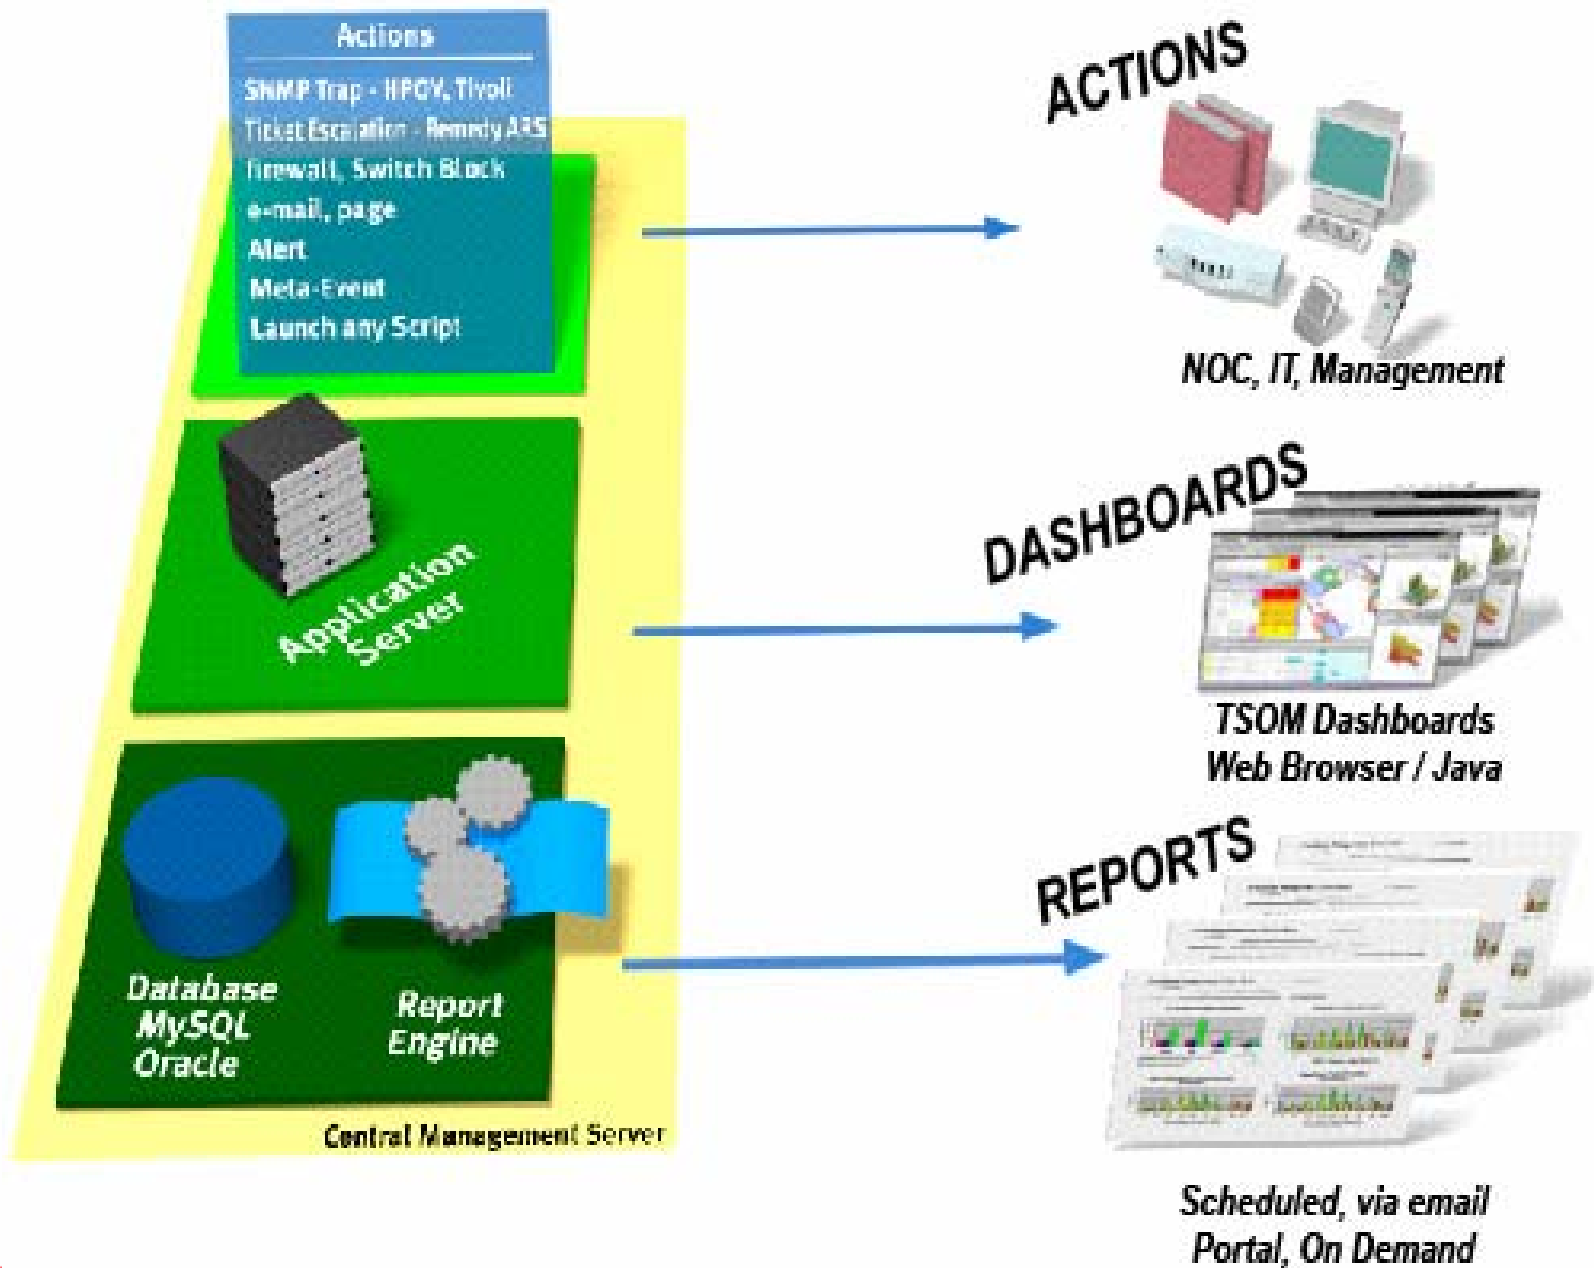 Actions
SNMP Trap - HPOV, Tivoli
Ticket Escalation - Remedy ARS
Firewall, Switch Block
e-mail, page
Alert
Meta-Event
Launch any Script
Application
Server
Database
MySQL
Oracle
Report
Engine
Central Management Server
ACTIONS
NOC, IT, Management
DASHBOARDS
TSOM Dashboards
Web Browser / Java
REPORTS
Scheduled, via email
Portal, On Demand